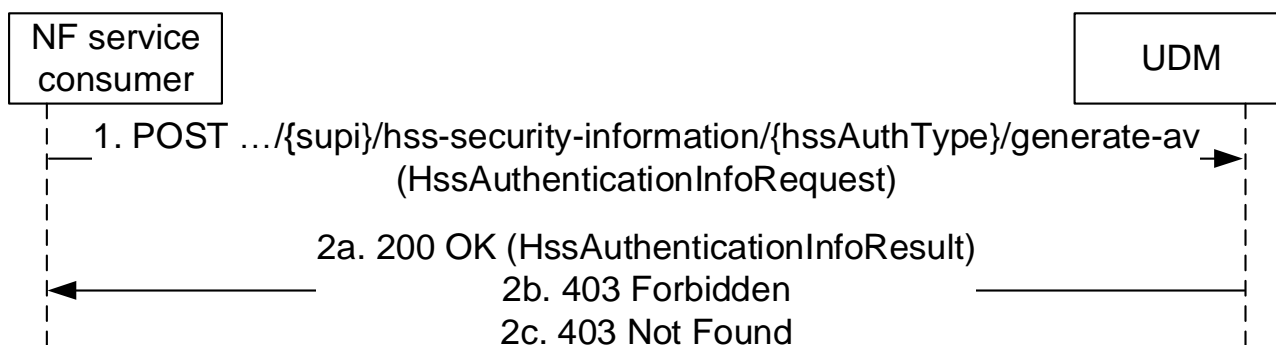 NF service
consumer
UDM
1. POST …/{supi}/hss-security-information/{hssAuthType}/generate-av
(HssAuthenticationInfoRequest)
2a. 200 OK (HssAuthenticationInfoResult)
2b. 403 Forbidden
2c. 403 Not Found